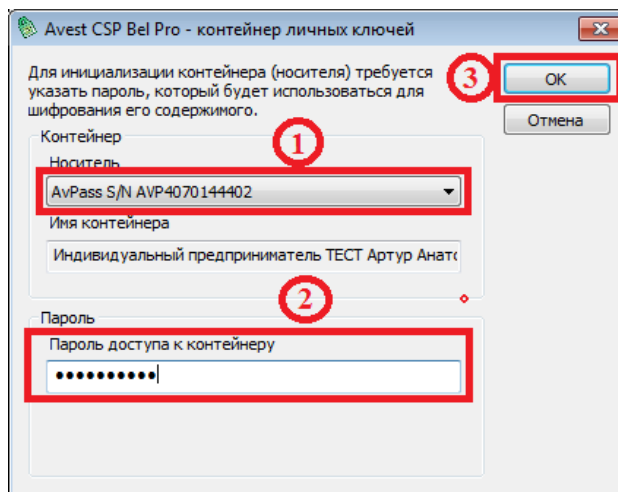 Avest CSP Bel Pro - контейнер личных ключей
Для инициализации контейнера (носителя) требуется
указать пароль, который будет использоваться для
шифрования его содержимого.
3
OK
Отмена
Контейнер
1
Носитель
AvPass S/N AVP4070144402
Имя контейнера
Индивидуальный предприниматель ТЕСТ Артур Анато
2
Пароль
Пароль доступа к контейнеру
••••••••••